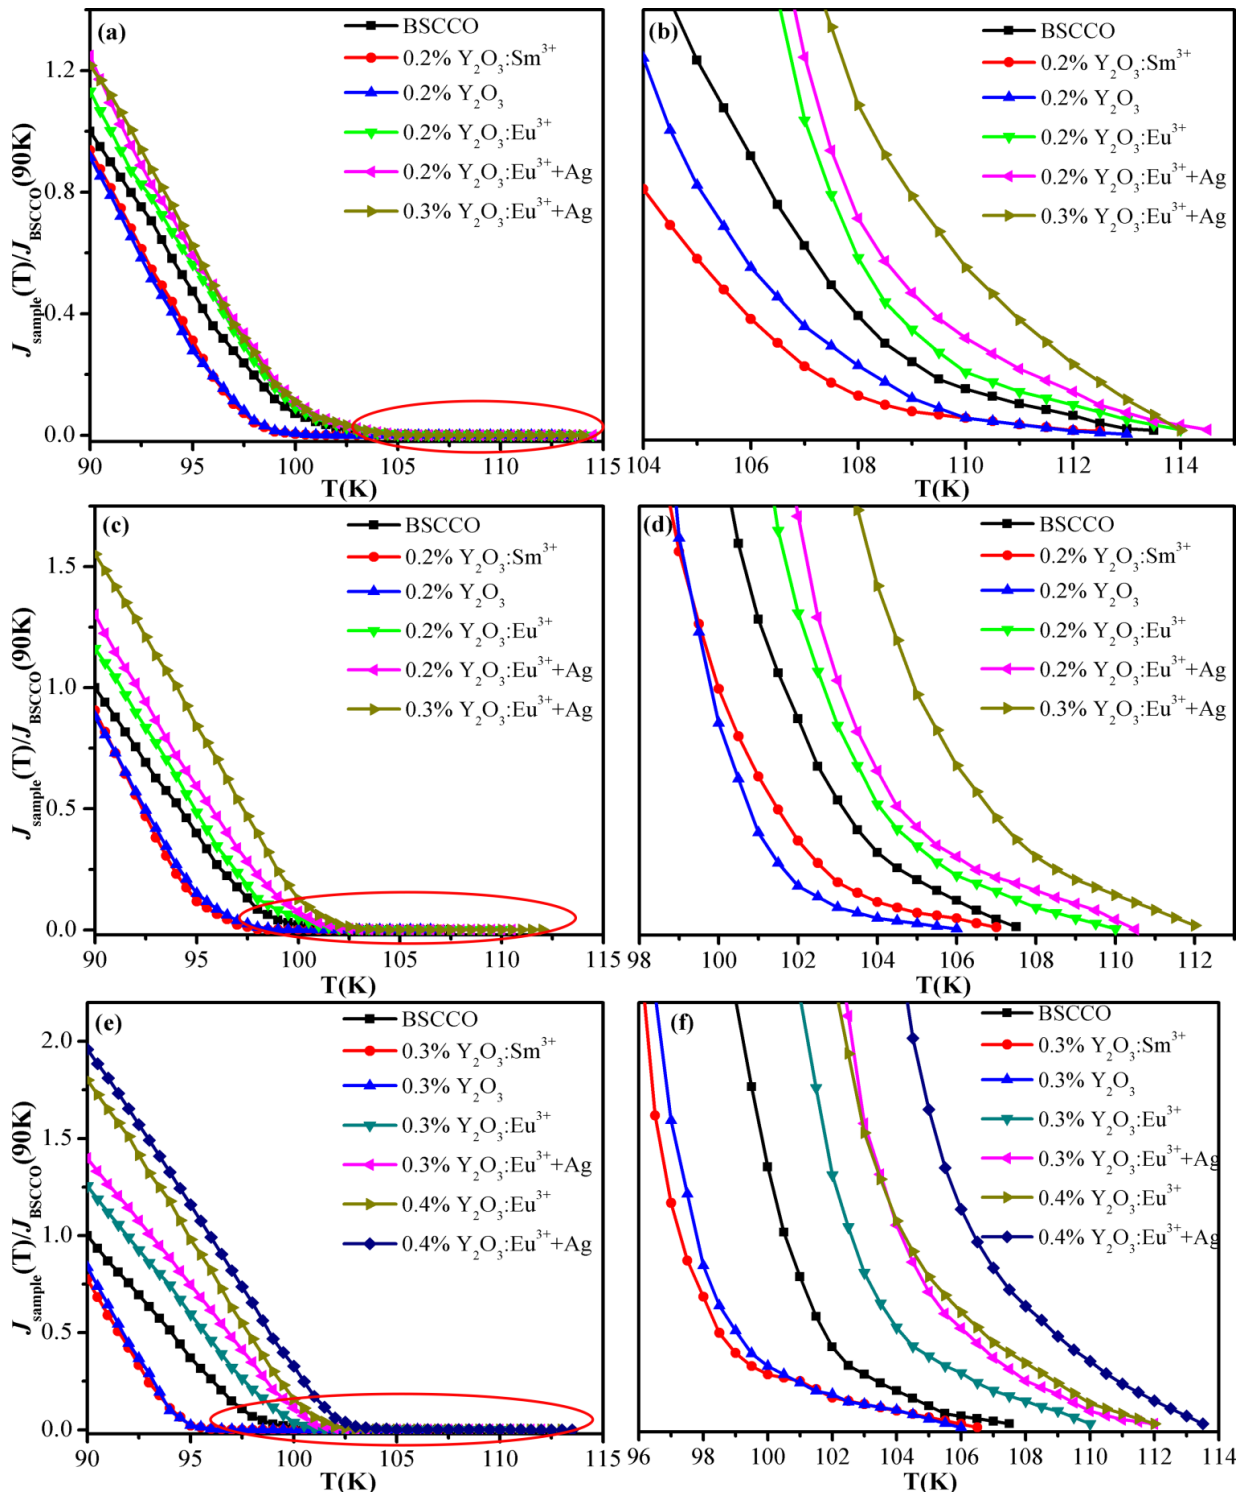 (a)
BSCCO
0.2% Y₂O₃:Sm³⁺
0.2% Y₂O₃
0.2% Y₂O₃:Eu³⁺
0.2% Y₂O₃:Eu³⁺+Ag
0.3% Y₂O₃:Eu³⁺+Ag
1.2
0.8
0.4
0.0
90 95 100 105 110 115
T(K)
J_sample(T)/J_BSCCO(90K)
(b)
BSCCO
0.2% Y₂O₃:Sm³⁺
0.2% Y₂O₃
0.2% Y₂O₃:Eu³⁺
0.2% Y₂O₃:Eu³⁺+Ag
0.3% Y₂O₃:Eu³⁺+Ag
104 106 108 110 112 114
T(K)
(c)
BSCCO
0.2% Y₂O₃:Sm³⁺
0.2% Y₂O₃
0.2% Y₂O₃:Eu³⁺
0.2% Y₂O₃:Eu³⁺+Ag
0.3% Y₂O₃:Eu³⁺+Ag
1.5
1.0
0.5
0.0
90 95 100 105 110 115
T(K)
J_sample(T)/J_BSCCO(90K)
(d)
BSCCO
0.2% Y₂O₃:Sm³⁺
0.2% Y₂O₃
0.2% Y₂O₃:Eu³⁺
0.2% Y₂O₃:Eu³⁺+Ag
0.3% Y₂O₃:Eu³⁺+Ag
98 100 102 104 106 108 110 112
T(K)
(e)
BSCCO
0.3% Y₂O₃:Sm³⁺
0.3% Y₂O₃
0.3% Y₂O₃:Eu³⁺
0.3% Y₂O₃:Eu³⁺+Ag
0.4% Y₂O₃:Eu³⁺
0.4% Y₂O₃:Eu³⁺+Ag
2.0
1.5
1.0
0.5
0.0
90 95 100 105 110 115
T(K)
J_sample(T)/J_BSCCO(90K)
(f)
BSCCO
0.3% Y₂O₃:Sm³⁺
0.3% Y₂O₃
0.3% Y₂O₃:Eu³⁺
0.3% Y₂O₃:Eu³⁺+Ag
0.4% Y₂O₃:Eu³⁺
0.4% Y₂O₃:Eu³⁺+Ag
96 98 100 102 104 106 108 110 112 114
T(K)